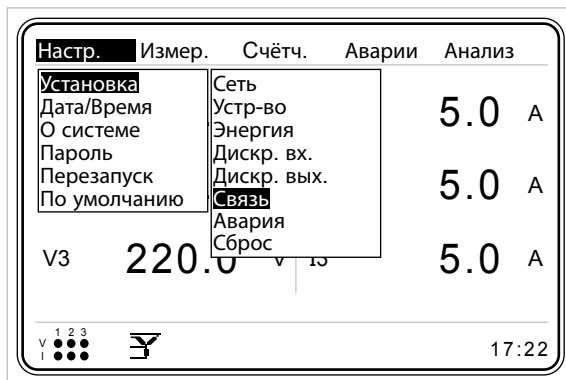 Настр. Измер. Счётч. Аварии Анализ
Установка Сеть
Дата/Время Устр-во 5.0 A
О системе Энергия
Пароль Дискр. вх.
Перезапуск Дискр. вых. 5.0 A
По умолчанию Связь
Авария
Сброс
V3 220.0 V I3 5.0 A
1 2 3
V
I 17:22